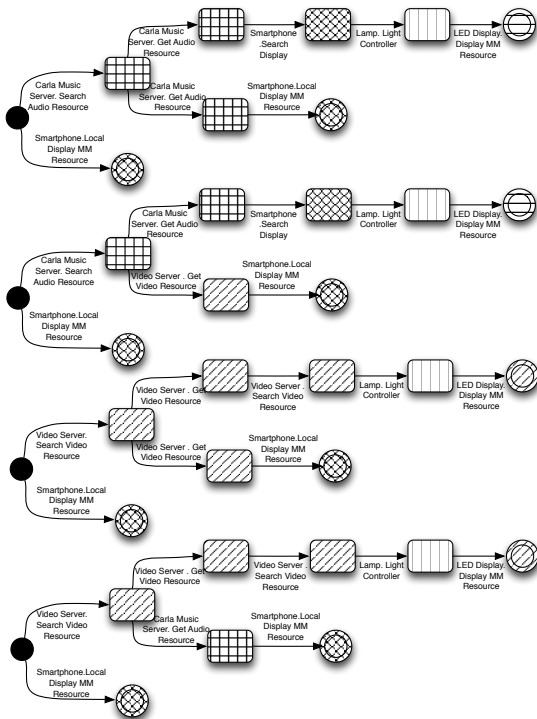 Carla Music
Server. Get Audio
Resource
Smartphone
.Search
Display
Lamp. Light
Controller
LED Display.
Display MM
Resource
Carla Music
Server. Search
Audio Resource
Carla Music
Server. Get Audio
Resource
Smartphone.Local
Display MM
Resource
Smartphone.Local
Display MM
Resource
Carla Music
Server. Get Audio
Resource
Smartphone
.Search
Display
Lamp. Light
Controller
LED Display.
Display MM
Resource
Carla Music
Server. Search
Audio Resource
Video Server . Get
Video Resource
Smartphone.Local
Display MM
Resource
Smartphone.Local
Display MM
Resource
Video Server . Get
Video Resource
Video Server .
Search Video
Resource
Lamp. Light
Controller
LED Display.
Display MM
Resource
Video Server.
Search Video
Resource
Video Server . Get
Video Resource
Smartphone.Local
Display MM
Resource
Smartphone.Local
Display MM
Resource
Video Server . Get
Video Resource
Video Server .
Search Video
Resource
Lamp. Light
Controller
LED Display.
Display MM
Resource
Video Server.
Search Video
Resource
Carla Music
Server. Get Audio
Resource
Smartphone.Local
Display MM
Resource
Smartphone.Local
Display MM
Resource